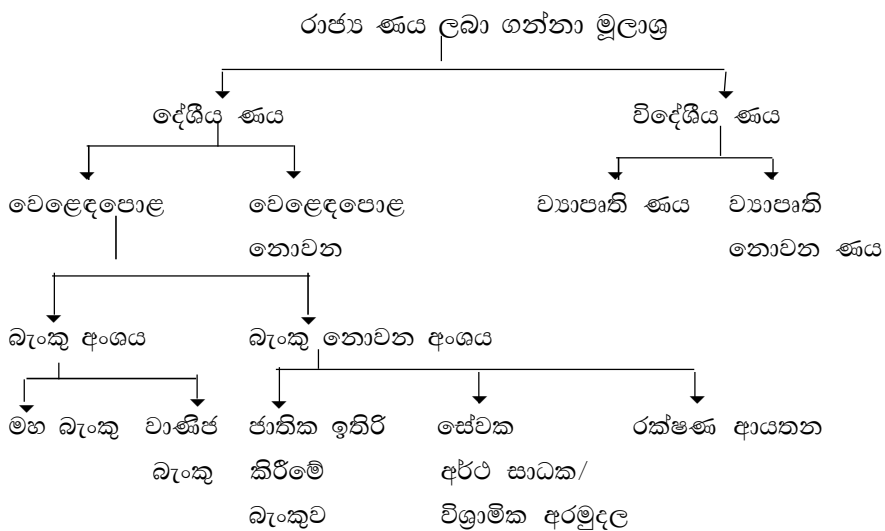 රාජ්‍ය ණය ලබා ගන්නා මූලාශ්‍ර
දේශීය ණය
විදේශීය ණය
වෙළෙඳපොළ
වෙළෙඳපොළ
නොවන
ව්‍යාපෘති ණය
ව්‍යාපෘති
නොවන ණය
බැංකු අංශය
බැංකු නොවන අංශය
මහ බැංකු
වාණිජ
බැංකු
ජාතික ඉතිරි
කිරීමේ
බැංකුව
සේවක
අර්ථ සාධක/
විශ්‍රාමික අරමුදල
රක්ෂණ ආයතන